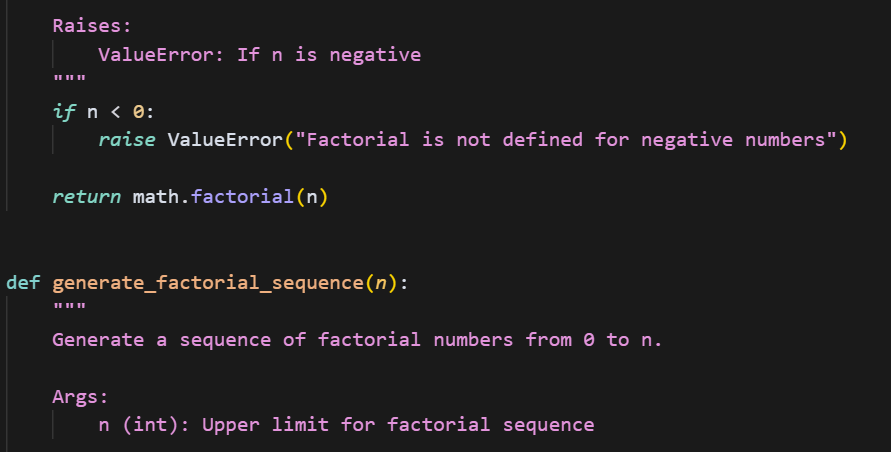 Raises:
        ValueError: If n is negative
    """
    if n < 0:
        raise ValueError("Factorial is not defined for negative numbers")

    return math.factorial(n)


def generate_factorial_sequence(n):
    """
    Generate a sequence of factorial numbers from 0 to n.

    Args:
        n (int): Upper limit for factorial sequence